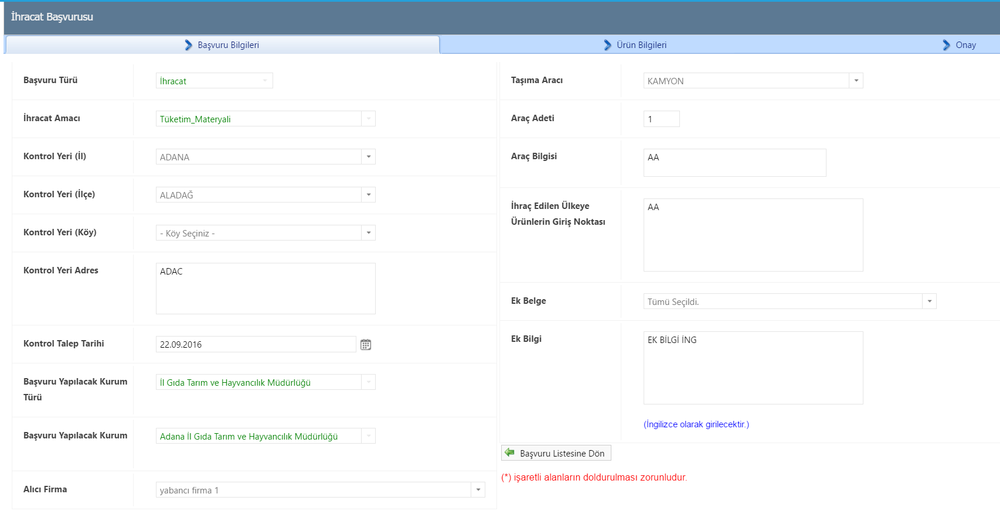 İhracat Başvurusu
Başvuru Bilgileri
Ürün Bilgileri
Onay
Başvuru Türü
İhracat
İhracat Amacı
Tüketim_Materyali
Kontrol Yeri (İl)
ADANA
Kontrol Yeri (İlçe)
ALADAĞ
Kontrol Yeri (Köy)
- Köy Seçiniz -
Kontrol Yeri Adres
ADAC
Kontrol Talep Tarihi
22.09.2016
Başvuru Yapılacak Kurum
Türü
İl Gıda Tarım ve Hayvancılık Müdürlüğü
Başvuru Yapılacak Kurum
Adana İl Gıda Tarım ve Hayvancılık Müdürlüğü
Alıcı Firma
yabancı firma 1
Taşıma Aracı
KAMYON
Araç Adeti
1
Araç Bilgisi
AA
İhraç Edilen Ülkeye
Ürünlerin Giriş Noktası
AA
Ek Belge
Tümü Seçildi.
Ek Bilgi
EK BİLGİ İNG
(İngilizce olarak girilecektir.)
Başvuru Listesine Dön
(*) işaretli alanların doldurulması zorunludur.